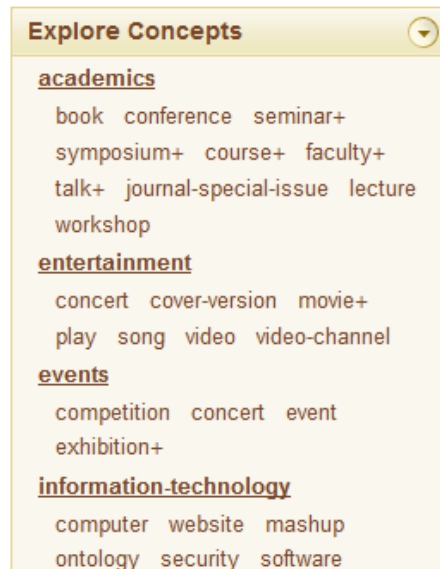 Explore Concepts
academics
book conference seminar+
symposium+ course+ faculty+
talk+ journal-special-issue lecture
workshop
entertainment
concert cover-version movie+
play song video video-channel
events
competition concert event
exhibition+
information-technology
computer website mashup
ontology security software